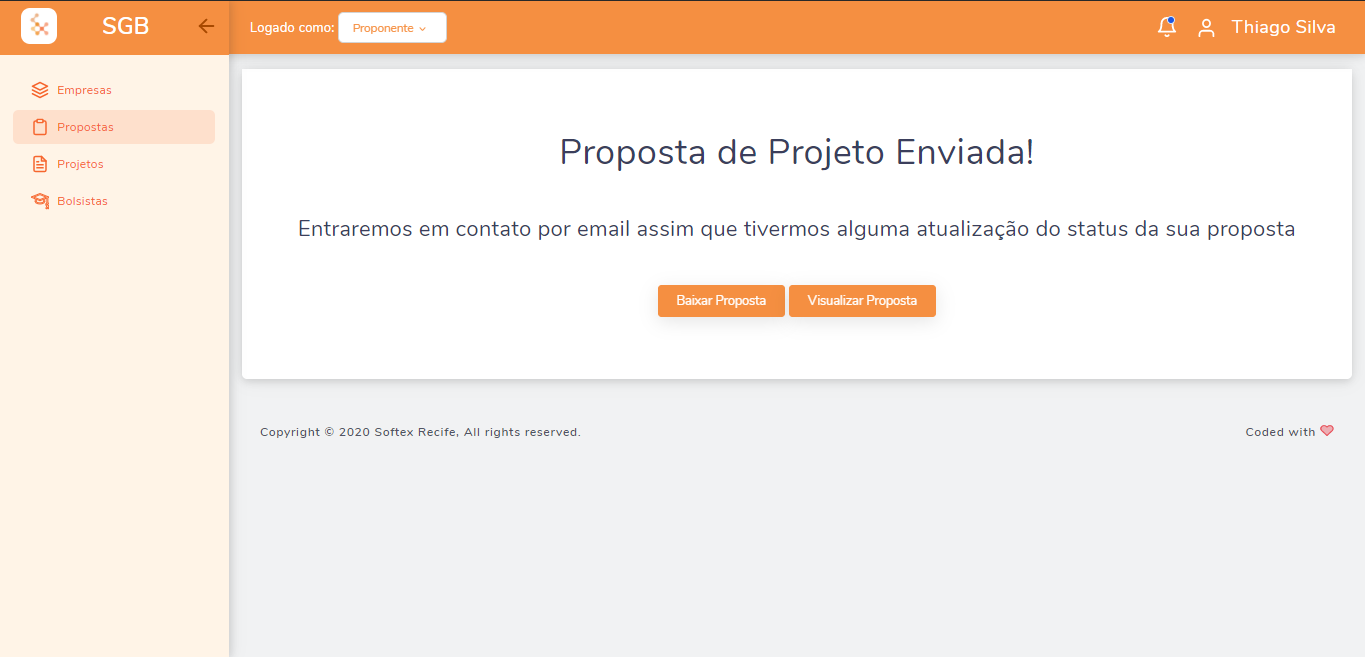 SGB
Logado como: Proponente
Thiago Silva
Empresas
Propostas
Projetos
Bolsistas
Proposta de Projeto Enviada!
Entraremos em contato por email assim que tivermos alguma atualização do status da sua proposta
Baixar Proposta Visualizar Proposta
Copyright © 2020 Softex Recife, All rights reserved.
Coded with